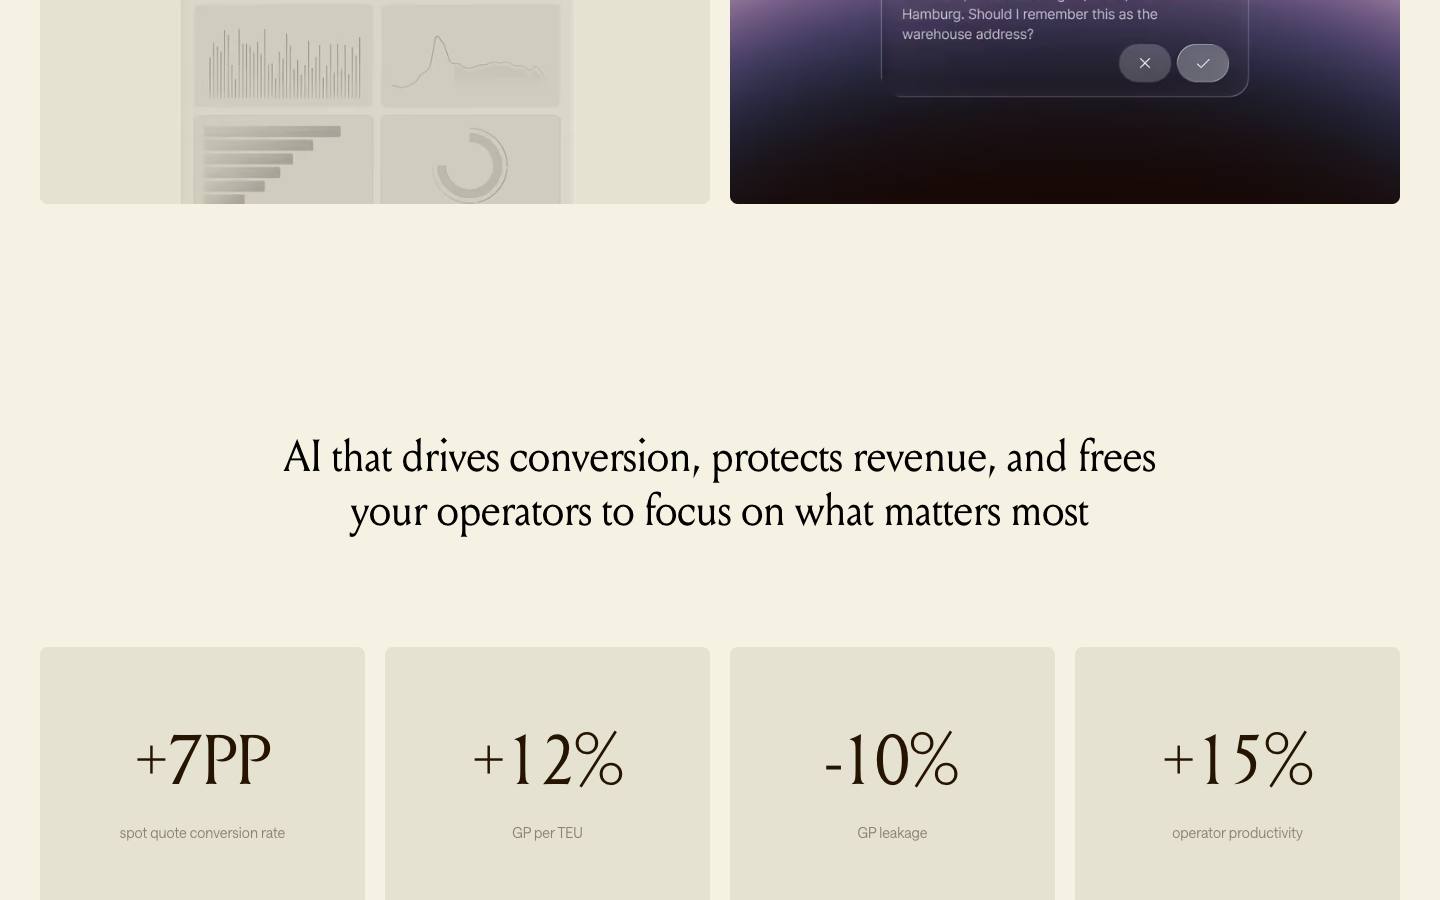 Hamburg. Should I remember this as the
warehouse address?
AI that drives conversion, protects revenue, and frees
your operators to focus on what matters most
+7PP
spot quote conversion rate
+12%
GP per TEU
-10%
GP leakage
+15%
operator productivity